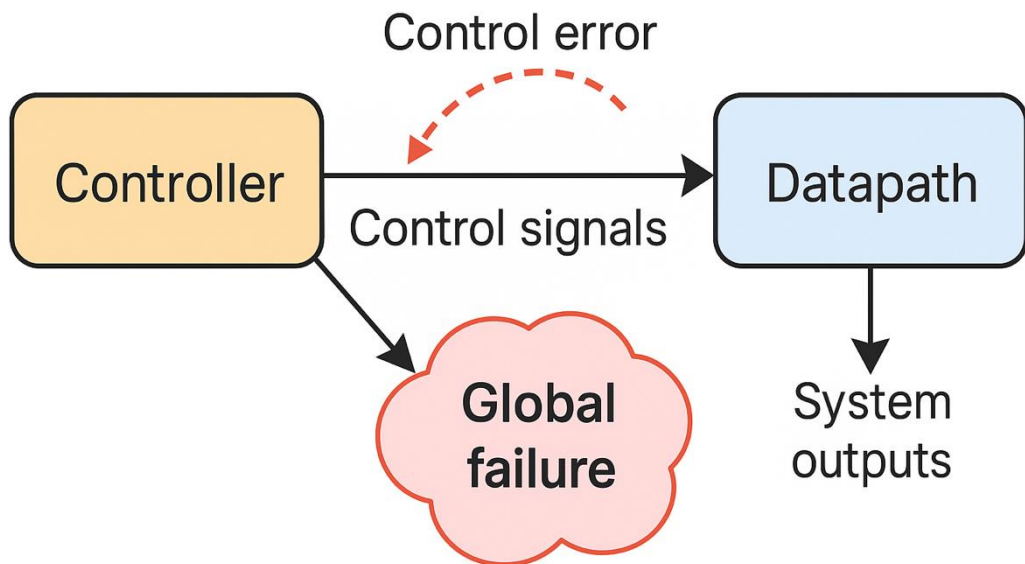 Control error
Controller
Datapath
Control signals
Global
failure
System
outputs